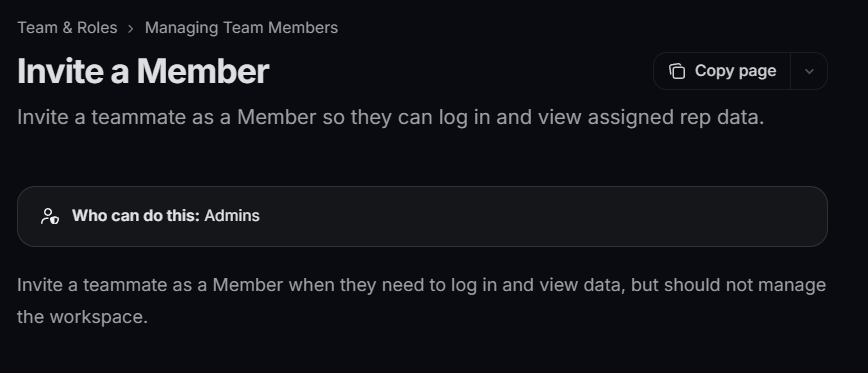 Team & Roles > Managing Team Members
Invite a Member
Copy page
Invite a teammate as a Member so they can log in and view assigned rep data.
Who can do this: Admins
Invite a teammate as a Member when they need to log in and view data, but should not manage
the workspace.